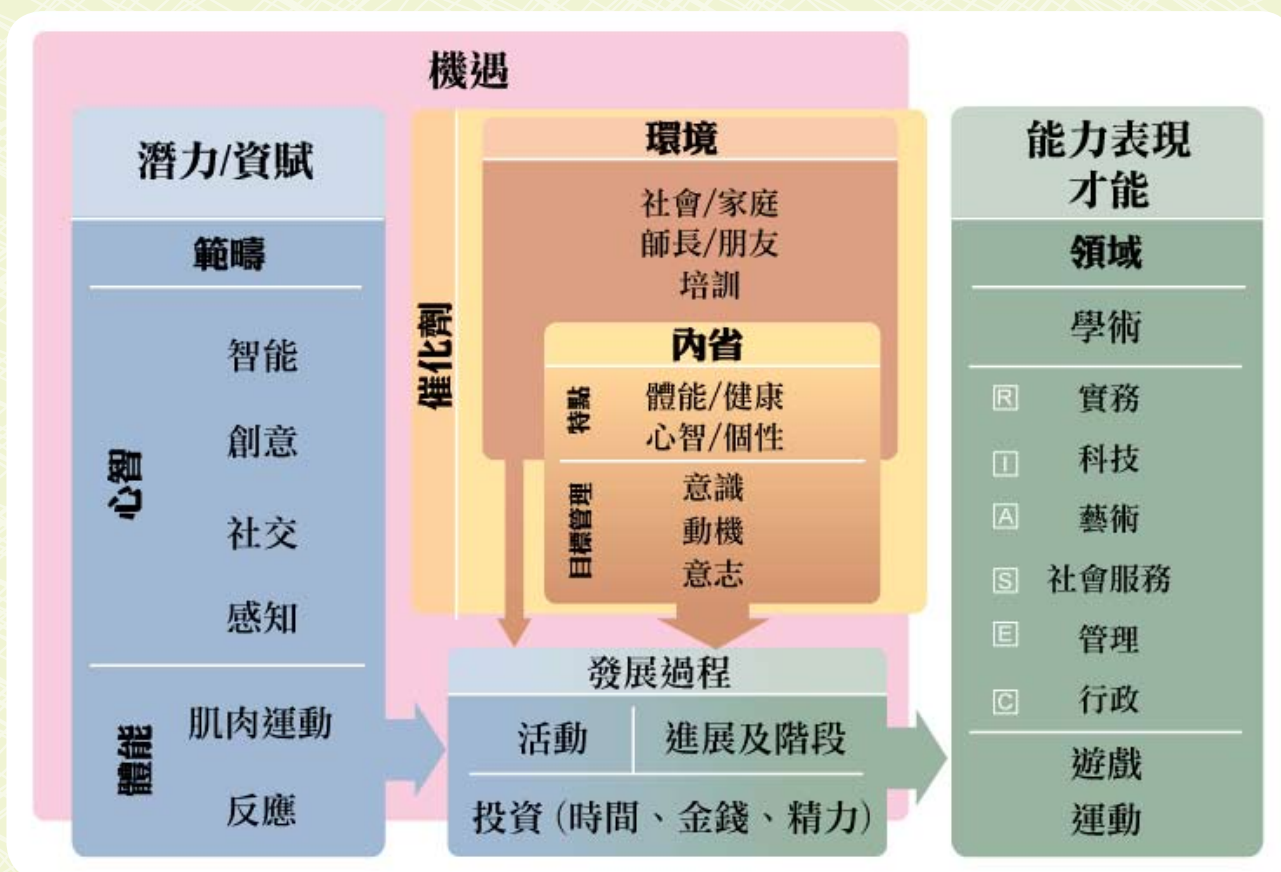 機遇
潛力/資賦
範疇
心智
智能
創意
社交
感知
體能
肌肉運動
反應
催化劑
環境
社會/家庭
師長/朋友
培訓
內省
特點
體能/健康
心智/個性
目標管理
意識
動機
意志
發展過程
活動
進展及階段
投資 (時間、金錢、精力)
能力表現
才能
領域
學術
R 實務
I 科技
A 藝術
S 社會服務
E 管理
C 行政
遊戲
運動